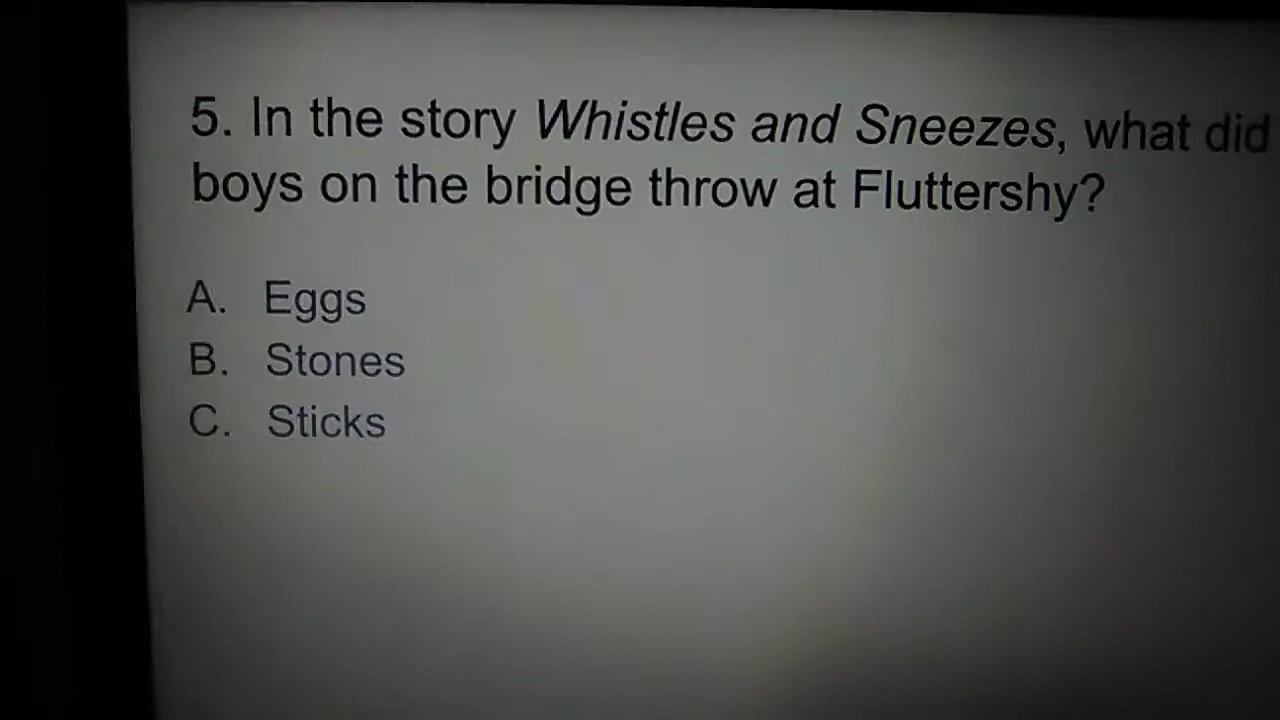 5. In the story Whistles and Sneezes, what did
boys on the bridge throw at Fluttershy?
A. Eggs
B. Stones
C. Sticks